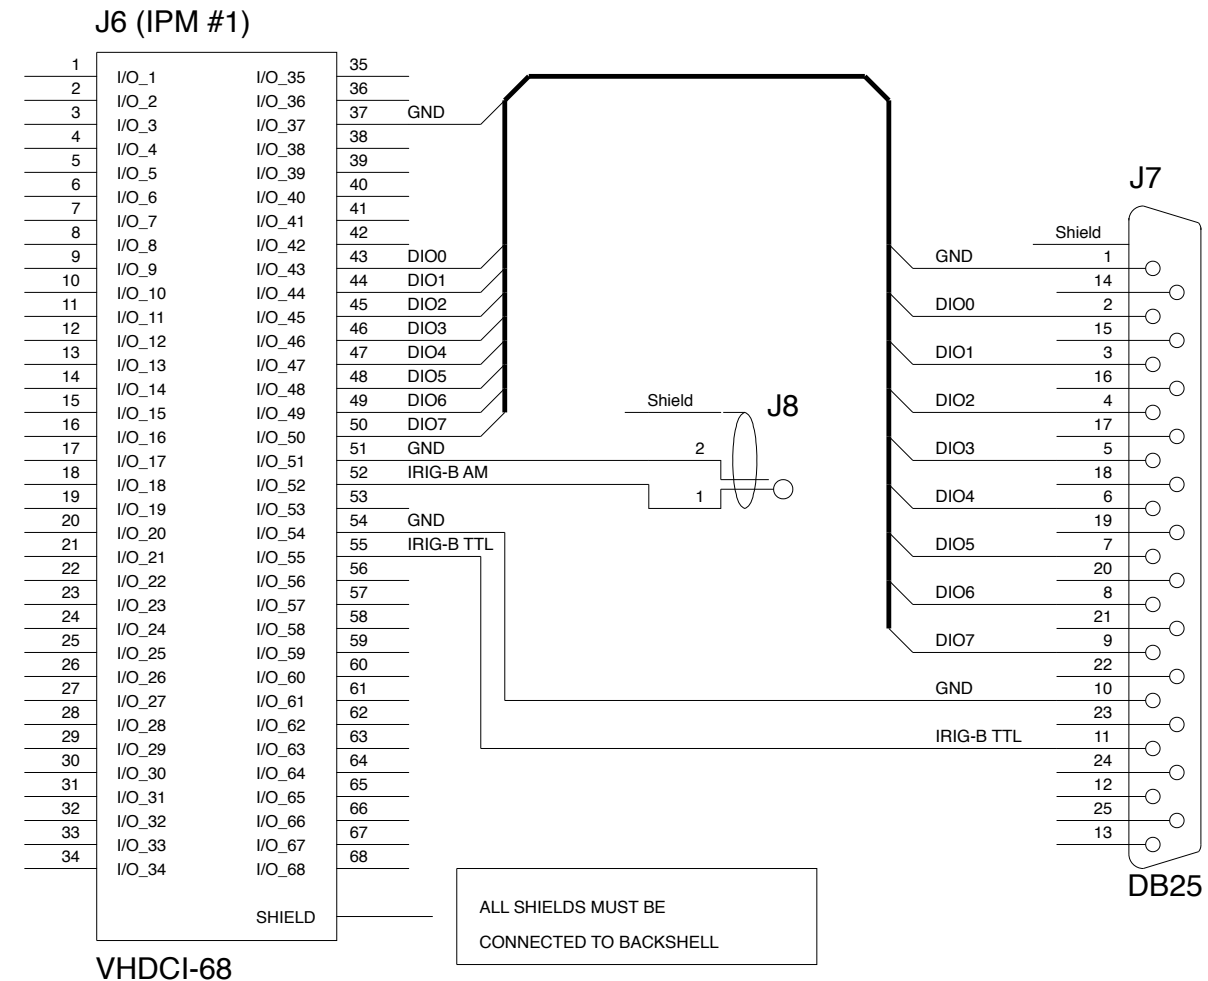 J6 (IPM #1)
1 I/O_1 I/O_35 35
2 I/O_2 I/O_36 36
3 I/O_3 I/O_37 37 GND
4 I/O_4 I/O_38 38
5 I/O_5 I/O_39 39
6 I/O_6 I/O_40 40
7 I/O_7 I/O_41 41
8 I/O_8 I/O_42 42
9 I/O_9 I/O_43 43 DIO0
10 I/O_10 I/O_44 44 DIO1
11 I/O_11 I/O_45 45 DIO2
12 I/O_12 I/O_46 46 DIO3
13 I/O_13 I/O_47 47 DIO4
14 I/O_14 I/O_48 48 DIO5
15 I/O_15 I/O_49 49 DIO6
16 I/O_16 I/O_50 50 DIO7
17 I/O_17 I/O_51 51 GND
18 I/O_18 I/O_52 52 IRIG-B AM
19 I/O_19 I/O_53 53
20 I/O_20 I/O_54 54 GND
21 I/O_21 I/O_55 55 IRIG-B TTL
22 I/O_22 I/O_56 56
23 I/O_23 I/O_57 57
24 I/O_24 I/O_58 58
25 I/O_25 I/O_59 59
26 I/O_26 I/O_60 60
27 I/O_27 I/O_61 61
28 I/O_28 I/O_62 62
29 I/O_29 I/O_63 63
30 I/O_30 I/O_64 64
31 I/O_31 I/O_65 65
32 I/O_32 I/O_66 66
33 I/O_33 I/O_67 67
34 I/O_34 I/O_68 68
SHIELD
VHDCI-68
Shield J8
2
1
J7
Shield
GND 1
14
DIO0 2
15
DIO1 3
16
DIO2 4
17
DIO3 5
18
DIO4 6
19
DIO5 7
20
DIO6 8
21
DIO7 9
22
GND 10
23
IRIG-B TTL 11
24
12
25
13
DB25
ALL SHIELDS MUST BE
CONNECTED TO BACKSHELL